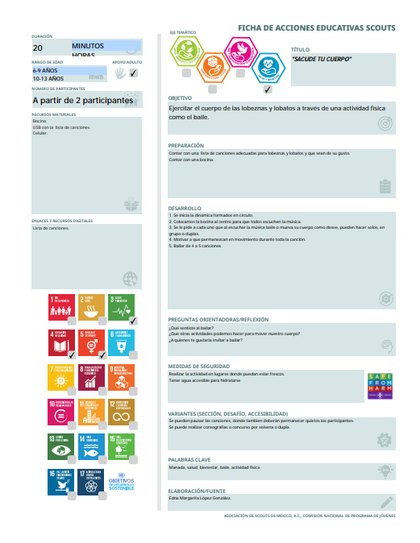 FICHA DE ACCIONES EDUCATIVAS SCOUTS
DURACIÓN
20 MINUTOS
HORAS
RANGO DE EDAD
APOYO ADULTO
6-9 AÑOS
10-13 AÑOS
NÚMERO DE PARTICIPANTES
A partir de 2 participantes
RECURSOS MATERIALES
Bocina
USB con la lista de canciones
Celular
ENLACES Y RECURSOS DIGITALES
Lista de canciones
EJE TEMÁTICO
TÍTULO
"SACUDE TU CUERPO"
OBJETIVO
Ejercitar el cuerpo de las lobeznas y lobatos a través de una actividad física
como el baile.
PREPARACIÓN
Contar con una lista de canciones adecuadas para lobeznos y lobatos y que sean de su gusto.
Contar con una bocina
DESARROLLO
1. Se inicia la dinámica formados en círculo.
2. Colocamos la bocina al centro para que todos escuchen la música.
3. Se le pide a cada uno que al escuchar la música baile o mueva su cuerpo como desee, pueden hacer solos, en
grupo o duplas.
4. Motivar a que permanezcan en movimiento durante toda la canción.
5. Bailar de 4 a 5 canciones.
PREGUNTAS ORIENTADORAS/REFLEXIÓN
¿Qué sentiste al bailar?
¿Qué otras actividades podemos hacer para mover nuestro cuerpo?
¿A quiénes te gustaría invitar a bailar?
MEDIDAS DE SEGURIDAD
Realizar la actividad en lugares donde puedan estar frescos
Tener agua accesible para hidratarse
SAFE
FROM
HARM
VARIANTES (SECCIÓN, DESAFÍO, ACCESIBILIDAD)
Se pueden pausar las canciones, donde también deberán permanecer quietos los participantes.
Se puede realizar coreografías o concurso por solista o dupla.
PALABRAS CLAVE
Manada, salud, bienestar, baile, actividad física
ELABORACIÓN/FUENTE
Edna Margarita López González
OBJETIVOS
ASOCIACIÓN DE SCOUTS DE MÉXICO, A.C., COMISIÓN NACIONAL DE PROGRAMA DE JÓVENES